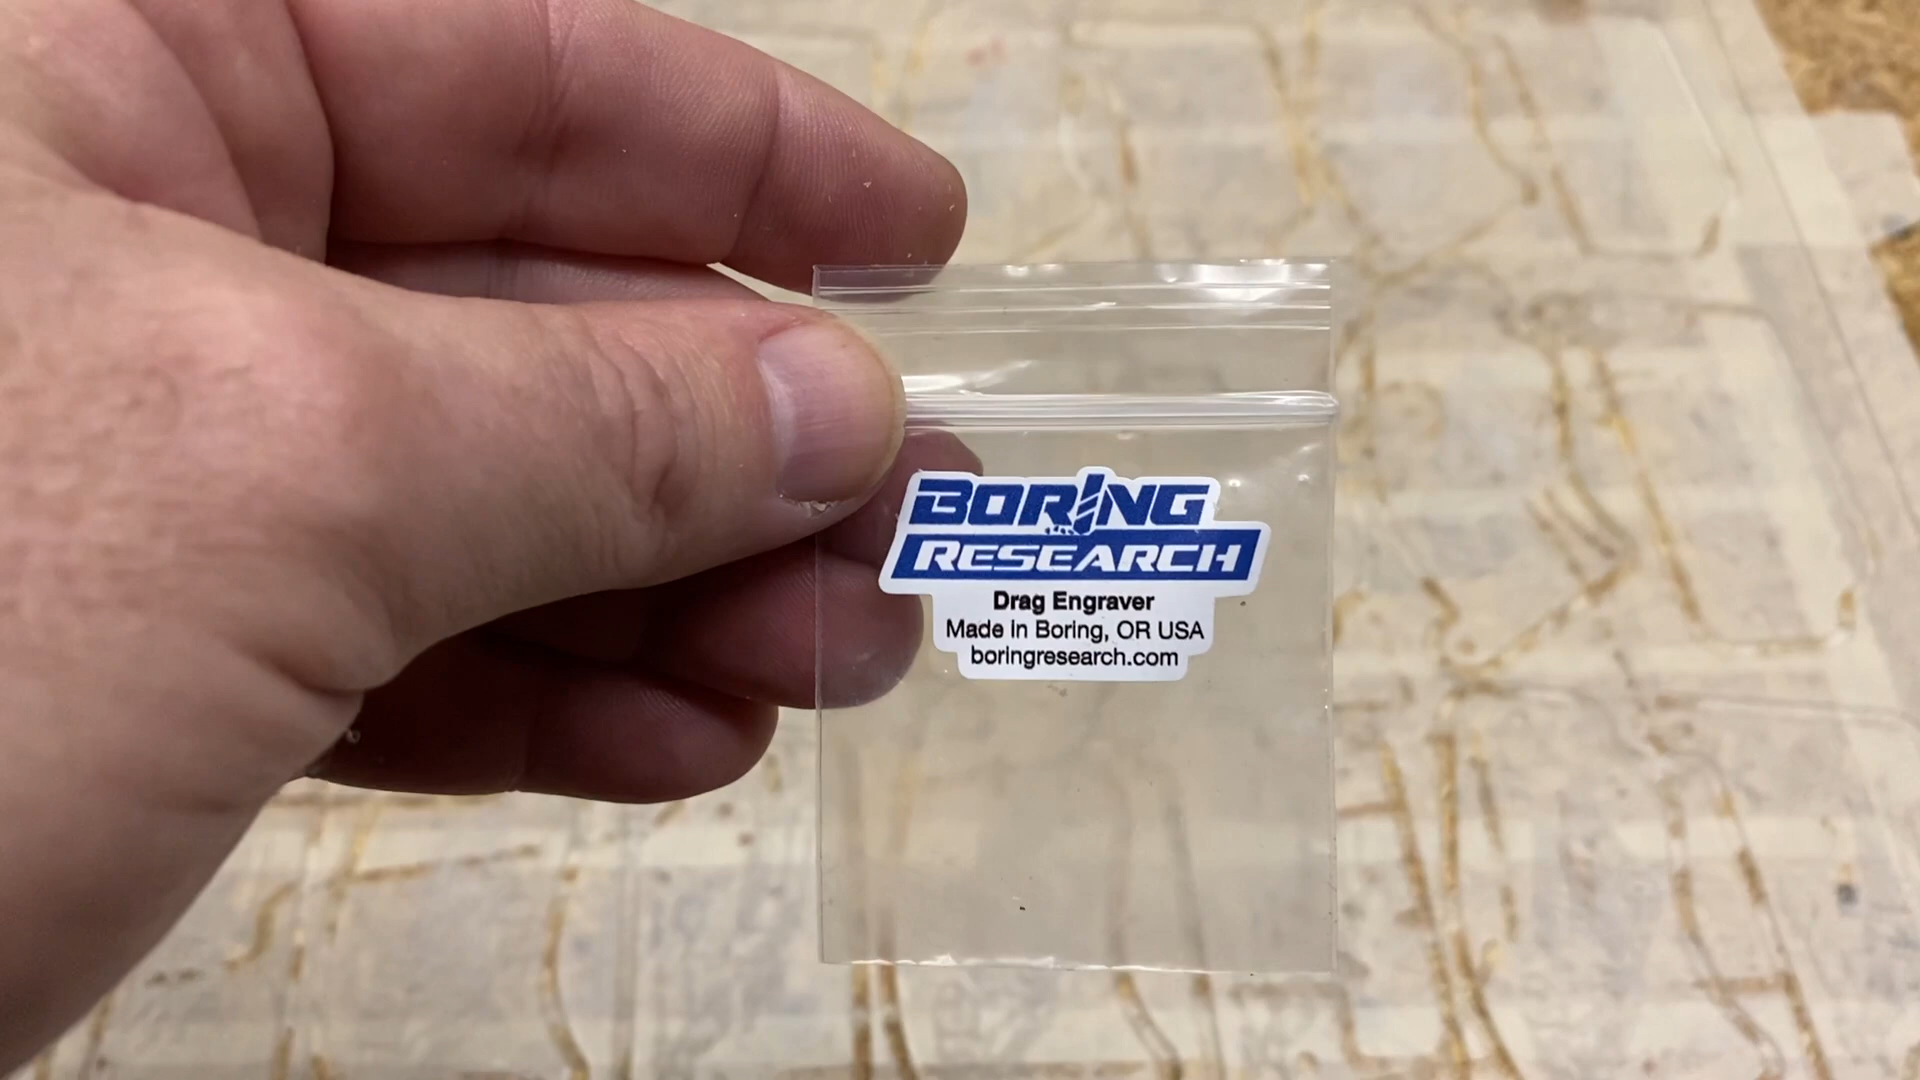 BORING
RESEARCH
Drag Engraver
Made in Boring, OR USA
boringresearch.com